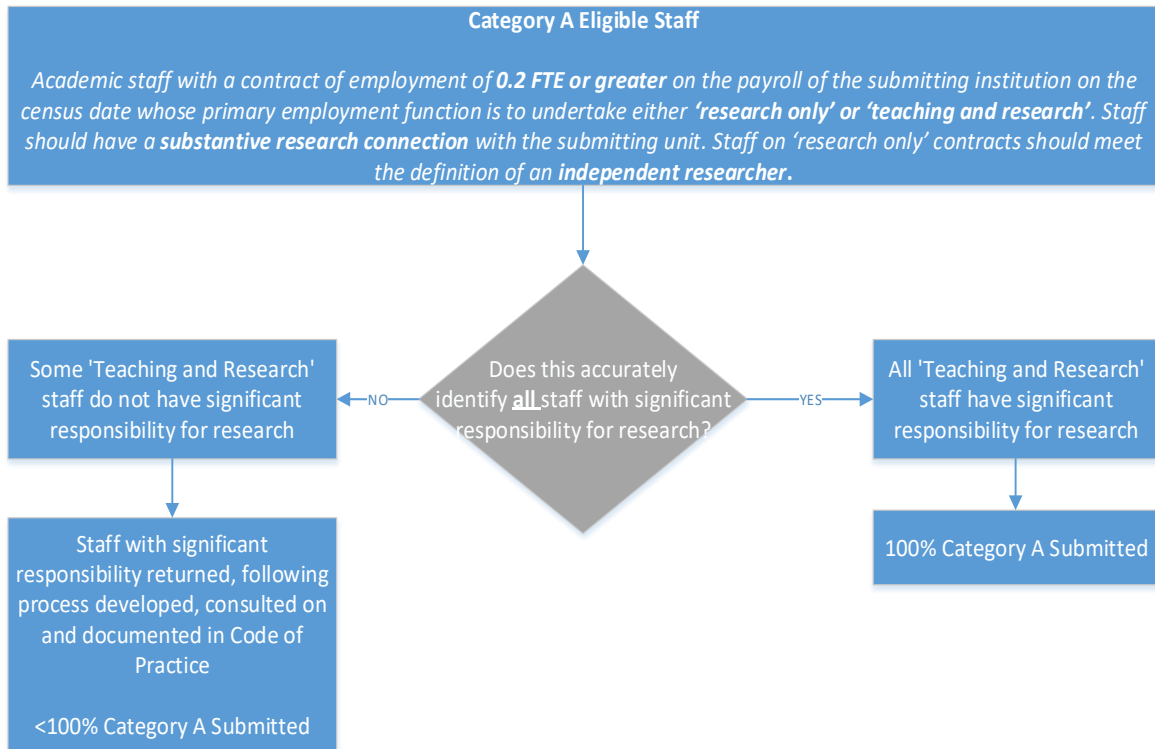 Category A Eligible Staff
Academic staff with a contract of employment of 0.2 FTE or greater on the payroll of the submitting institution on the
census date whose primary employment function is to undertake either ‘research only’ or ‘teaching and research’. Staff
should have a substantive research connection with the submitting unit. Staff on ‘research only’ contracts should meet
the definition of an independent researcher.
Does this accurately
identify all staff with significant
responsibility for research?
NO
Some 'Teaching and Research'
staff do not have significant
responsibility for research
YES
All 'Teaching and Research'
staff have significant
responsibility for research
Staff with significant
responsibility returned, following
process developed, consulted on
and documented in Code of
Practice
<100% Category A Submitted
100% Category A Submitted